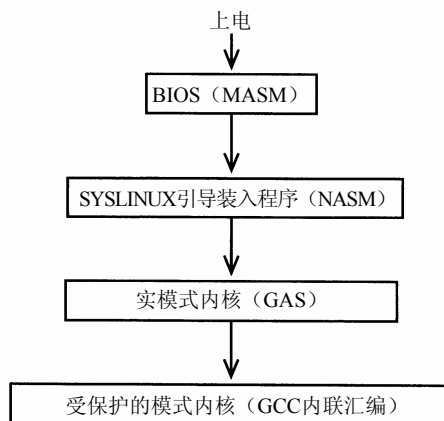 上电
BIOS（MASM）
SYSLINUX引导装入程序（NASM）
实模式内核（GAS）
受保护的模式内核（GCC内联汇编）